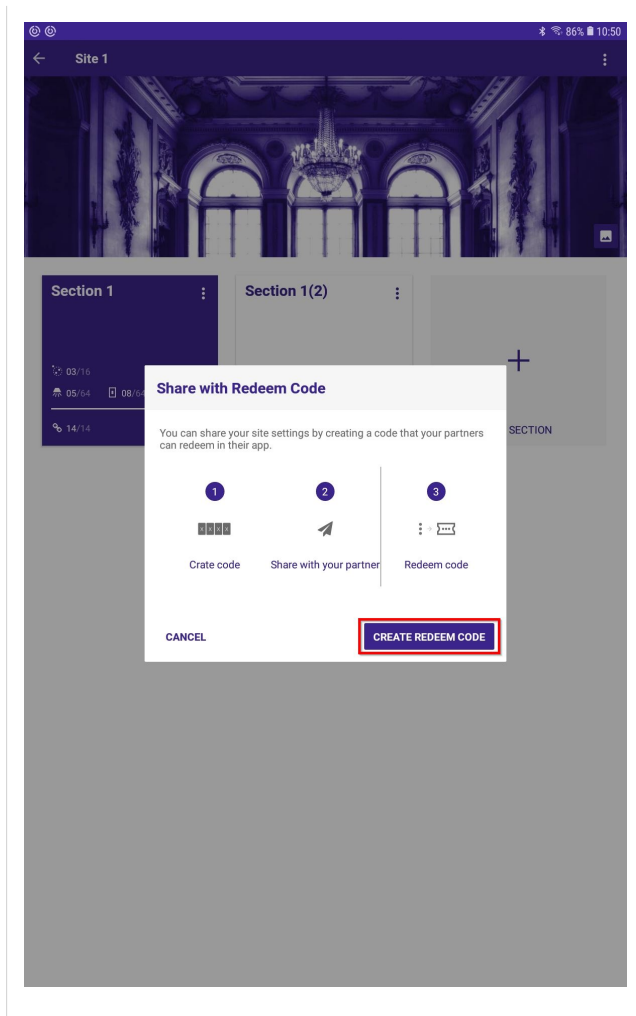 86% 10:50
Site 1
Section 1
Section 1(2)
03/16
05/64 08/64
14/14
SECTION
Share with Redeem Code
You can share your site settings by creating a code that your partners
can redeem in their app.
1 2 3
x x x x
Crate code Share with your partner Redeem code
CANCEL CREATE REDEEM CODE